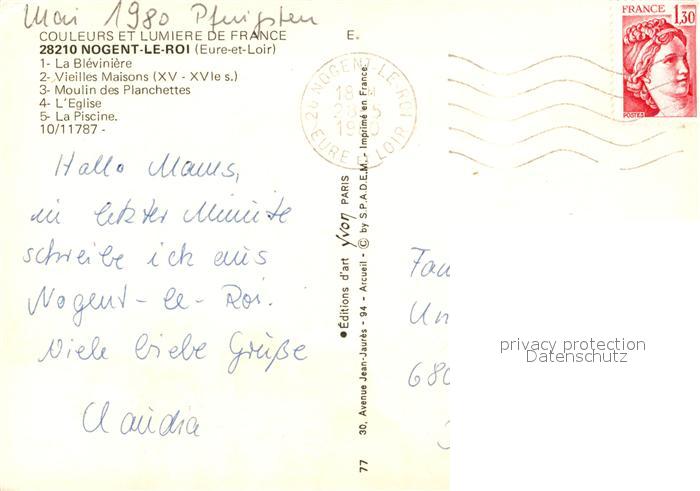 Mai 1980 Pfingsten
COULEURS ET LUMIERE DE FRANCE
28210 NOGENT-LE-ROI (Eure-et-Loir)
1- La Blévinière
2- Vieilles Maisons (XV - XVIe s.)
3- Moulin des Planchettes
4- L'Eglise
5- La Piscine.
10/11787 -
E.
Hallo Mams,
in letzter Minute
schreibe ich aus
Nogent-le-Roi.
Viele liebe Grüße
Claudia
● Éditions d'art yvon PARIS
30, Avenue Jean-Jaurès - 94 - Arcueil - © by S.P.A.D.E.M. - Imprimé en France
77
28 NOGENT-LE-ROI
EURE ET LOIR
FRANCE
1,30
POSTES
Fau
Un
680
privacy protection
Datenschutz